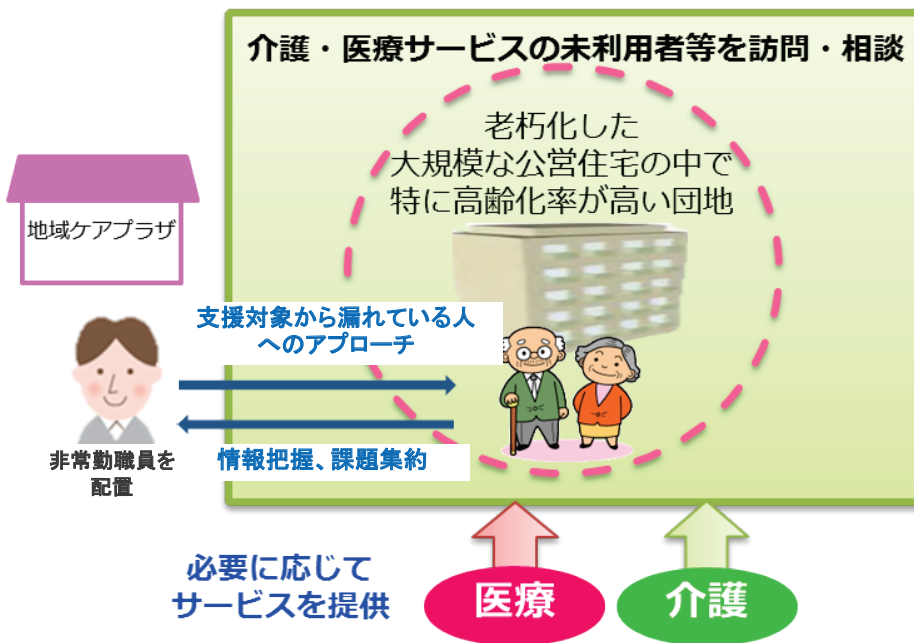 介護・医療サービスの未利用者等を訪問・相談
老朽化した
大規模な公営住宅の中で
特に高齢化率が高い団地
地域ケアプラザ
支援対象から漏れている人
へのアプローチ
非常勤職員を
配置
情報把握、課題集約
必要に応じて
サービスを提供
医療
介護